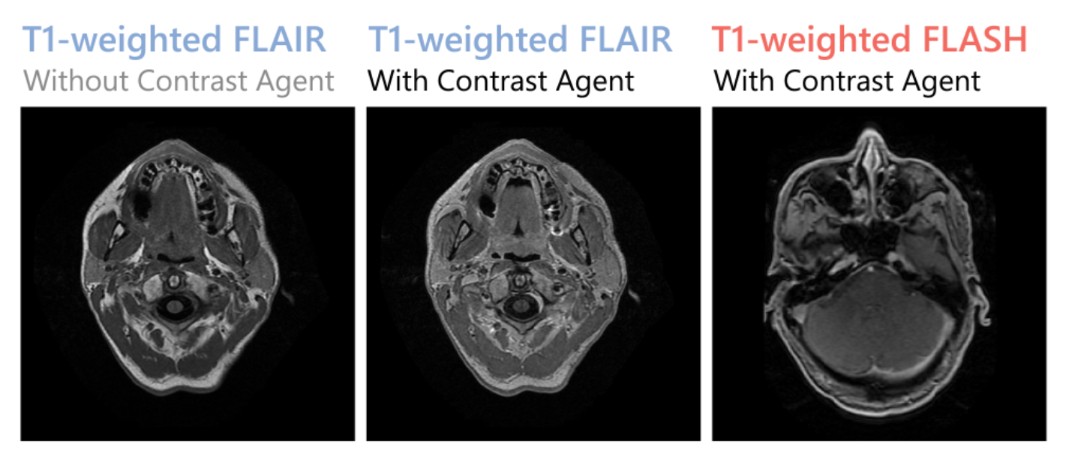 T1-weighted FLAIR
Without Contrast Agent
T1-weighted FLAIR
With Contrast Agent
T1-weighted FLASH
With Contrast Agent